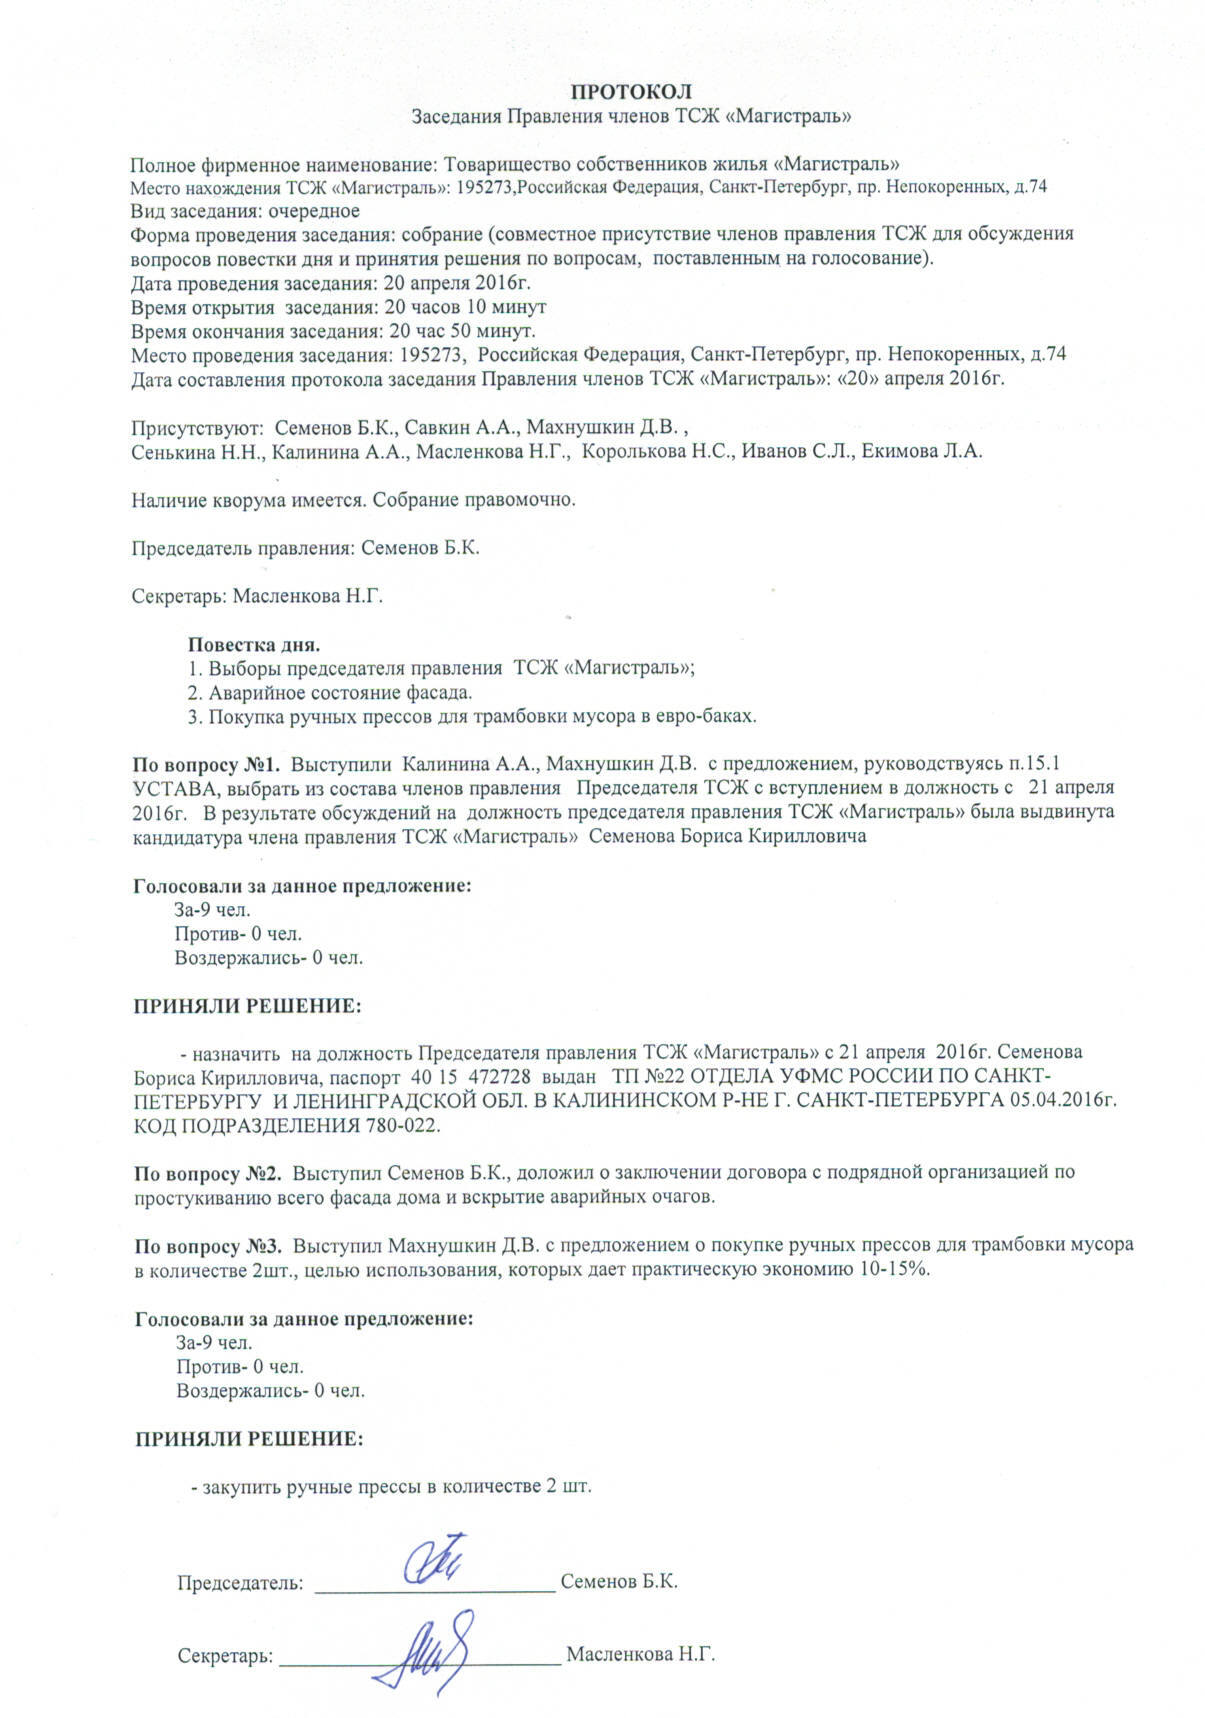 ПРОТОКОЛ
Заседания Правления членов ТСЖ «Магистраль»
Полное фирменное наименование: Товарищество собственников жилья «Магистраль»
Место нахождения ТСЖ «Магистраль»: 195273,Российская Федерация, Санкт-Петербург, пр. Непокоренных, д.74
Вид заседания: очередное
Форма проведения заседания: собрание (совместное присутствие членов правления ТСЖ для обсуждения
вопросов повестки дня и принятия решения по вопросам,  поставленным на голосование).
Дата проведения заседания: 20 апреля 2016г.
Время открытия  заседания: 20 часов 10 минут
Время окончания заседания: 20 час 50 минут.
Место проведения заседания: 195273,  Российская Федерация, Санкт-Петербург, пр. Непокоренных, д.74
Дата составления протокола заседания Правления членов ТСЖ «Магистраль»: «20» апреля 2016г.
Присутствуют:  Семенов Б.К., Савкин А.А., Махнушкин Д.В. ,
Сенькина Н.Н., Калинина А.А., Масленкова Н.Г.,  Королькова Н.С., Иванов С.Л., Екимова Л.А.
Наличие кворума имеется. Собрание правомочно.
Председатель правления: Семенов Б.К.
Секретарь: Масленкова Н.Г.
Повестка дня.
1. Выборы председателя правления  ТСЖ «Магистраль»;
2. Аварийное состояние фасада.
3. Покупка ручных прессов для трамбовки мусора в евро-баках.
По вопросу №1.  Выступили  Калинина А.А., Махнушкин Д.В.  с предложением, руководствуясь п.15.1
УСТАВА, выбрать из состава членов правления   Председателя ТСЖ с вступлением в должность с   21 апреля
2016г.   В результате обсуждений на  должность председателя правления ТСЖ «Магистраль» была выдвинута
кандидатура члена правления ТСЖ «Магистраль»  Семенова Бориса Кирилловича
Голосовали за данное предложение:
За-9 чел.
Против- 0 чел.
Воздержались- 0 чел.
ПРИНЯЛИ РЕШЕНИЕ:
- назначить  на должность Председателя правления ТСЖ «Магистраль» с 21 апреля  2016г. Семенова
Бориса Кирилловича, паспорт  40 15  472728  выдан   ТП №22 ОТДЕЛА УФМС РОССИИ ПО САНКТ-
ПЕТЕРБУРГУ  И ЛЕНИНГРАДСКОЙ ОБЛ. В КАЛИНИНСКОМ Р-НЕ Г. САНКТ-ПЕТЕРБУРГА 05.04.2016г.
КОД ПОДРАЗДЕЛЕНИЯ 780-022.
По вопросу №2.  Выступил Семенов Б.К., доложил о заключении договора с подрядной организацией по
простукиванию всего фасада дома и вскрытие аварийных очагов.
По вопросу №3.  Выступил Махнушкин Д.В. с предложением о покупке ручных прессов для трамбовки мусора
в количестве 2шт., целью использования, которых дает практическую экономию 10-15%.
Голосовали за данное предложение:
За-9 чел.
Против- 0 чел.
Воздержались- 0 чел.
ПРИНЯЛИ РЕШЕНИЕ:
- закупить ручные прессы в количестве 2 шт.
Председатель: ______________________ Семенов Б.К.
Секретарь: __________________________ Масленкова Н.Г.